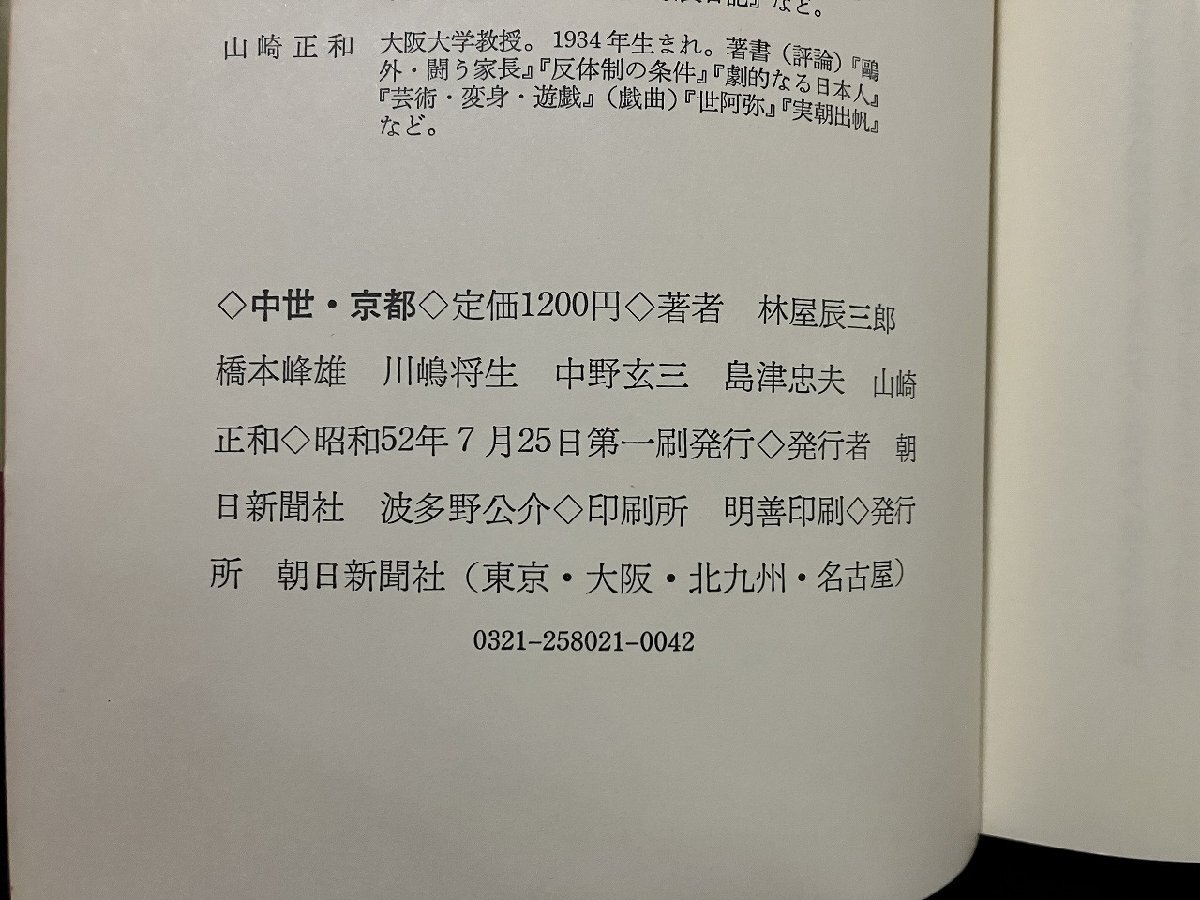 日記』など。
山崎正和 大阪大学教授。1934年生まれ。著書(評論)『鷗
外・闘う家長』『反体制の条件』『劇的なる日本人』
『芸術・変身・遊戯』(戯曲)『世阿弥』『実朝出帆』
など。
◇中世・京都◇定価1200円◇著者 林屋辰三郎
橋本峰雄 川嶋将生 中野玄三 島津忠夫 山崎
正和◇昭和52年7月25日第一刷発行◇発行者 朝
日新聞社 波多野公介◇印刷所 明善印刷◇発行
所 朝日新聞社(東京・大阪・北九州・名古屋)
0321-258021-0042